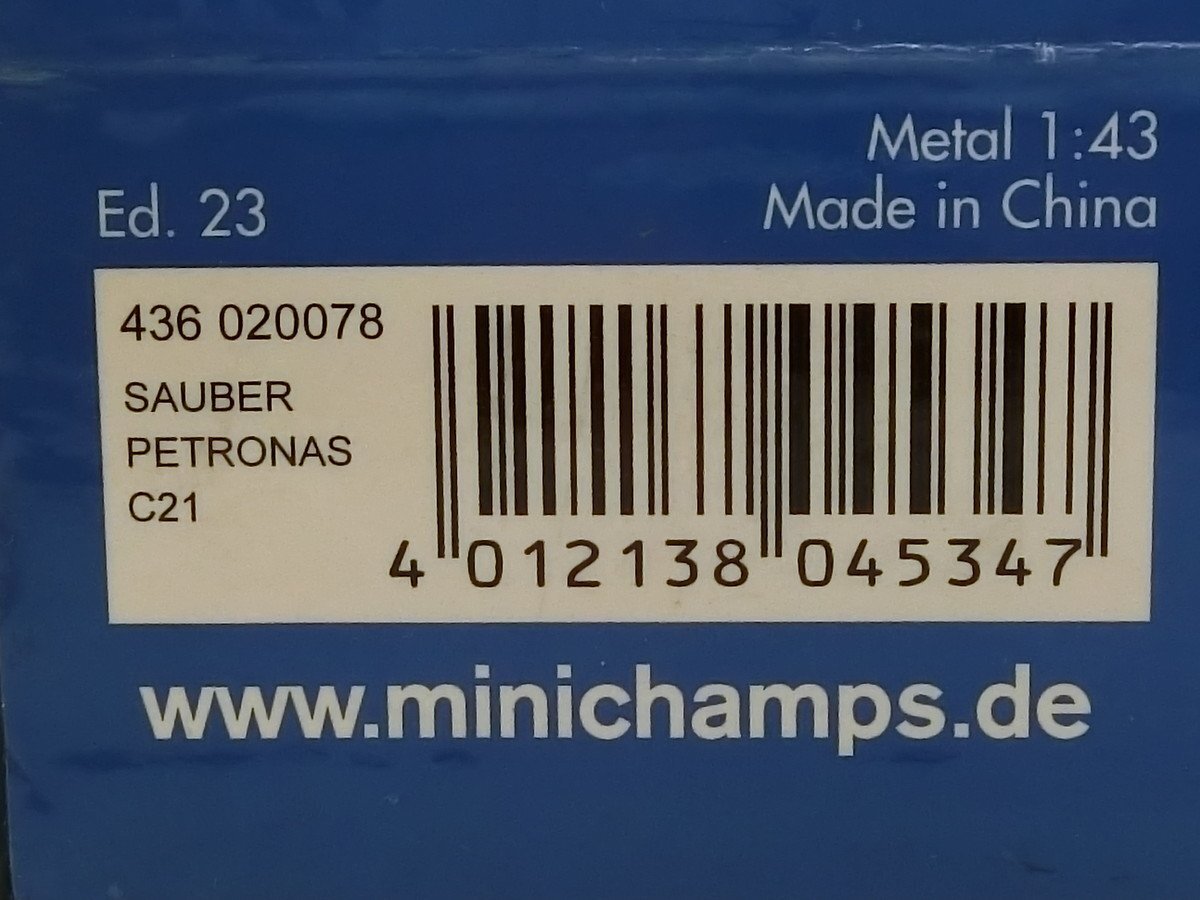 Metal 1:43
Ed. 23
Made in China
436 020078
SAUBER
PETRONAS
C21
4 012138 045347
www.minichamps.de